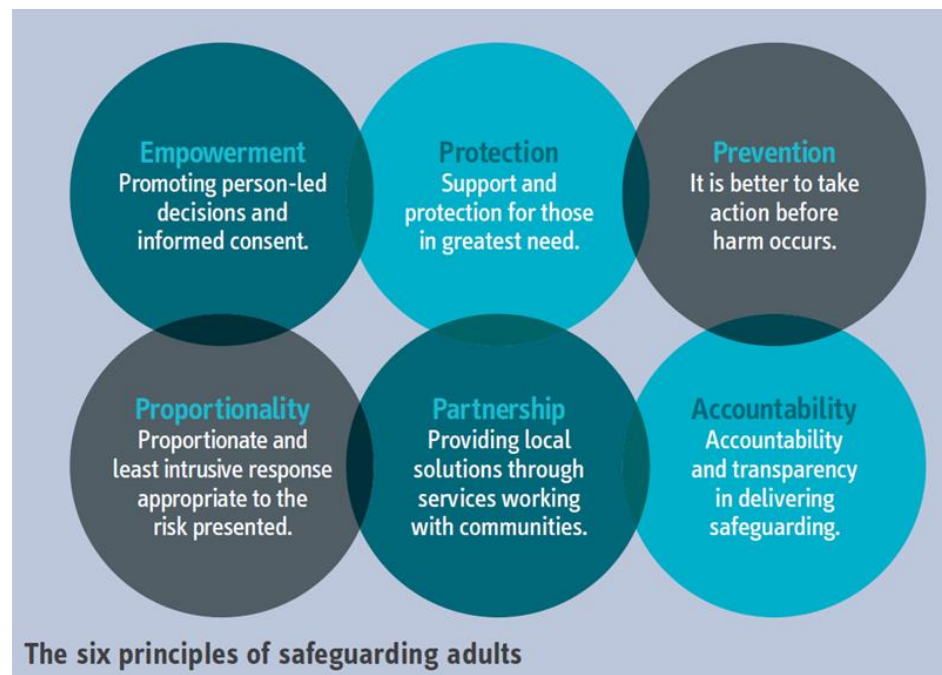 Empowerment
Promoting person-led
decisions and
informed consent.
Protection
Support and
protection for those
in greatest need.
Prevention
It is better to take
action before
harm occurs.
Proportionality
Proportionate and
least intrusive response
appropriate to the
risk presented.
Partnership
Providing local
solutions through
services working
with communities.
Accountability
Accountability
and transparency
in delivering
safeguarding.
The six principles of safeguarding adults